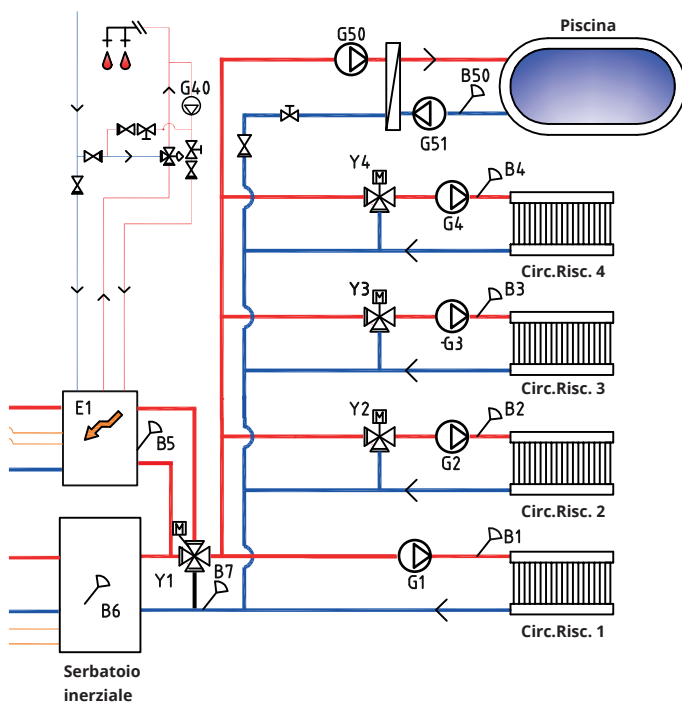 G50
Piscina
B50
G40
G51
Y4
M
B4
G4
Circ.Risc. 4
Y3
M
B3
G3
Circ.Risc. 3
E1
B5
Y2
M
B2
G2
Circ.Risc. 2
M
Y1
B7
B1
G1
B6
Circ.Risc. 1
Serbatoio
inerziale